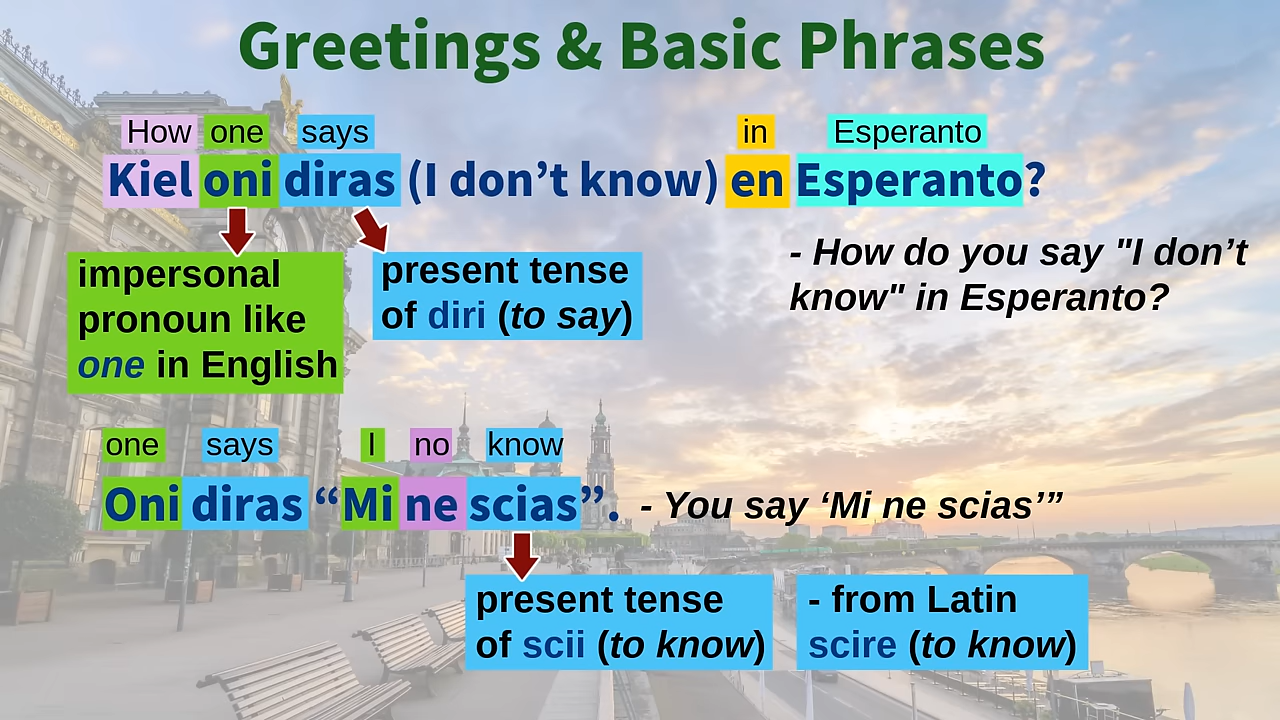 Greetings & Basic Phrases
How one says in Esperanto
Kiel oni diras (I don’t know) en Esperanto?
impersonal
pronoun like
one in English
present tense
of diri (to say)
- How do you say "I don’t
know" in Esperanto?
one says I no know
Oni diras “Mi ne scias”. - You say ‘Mi ne scias’”
present tense
of scii (to know)
- from Latin
scire (to know)